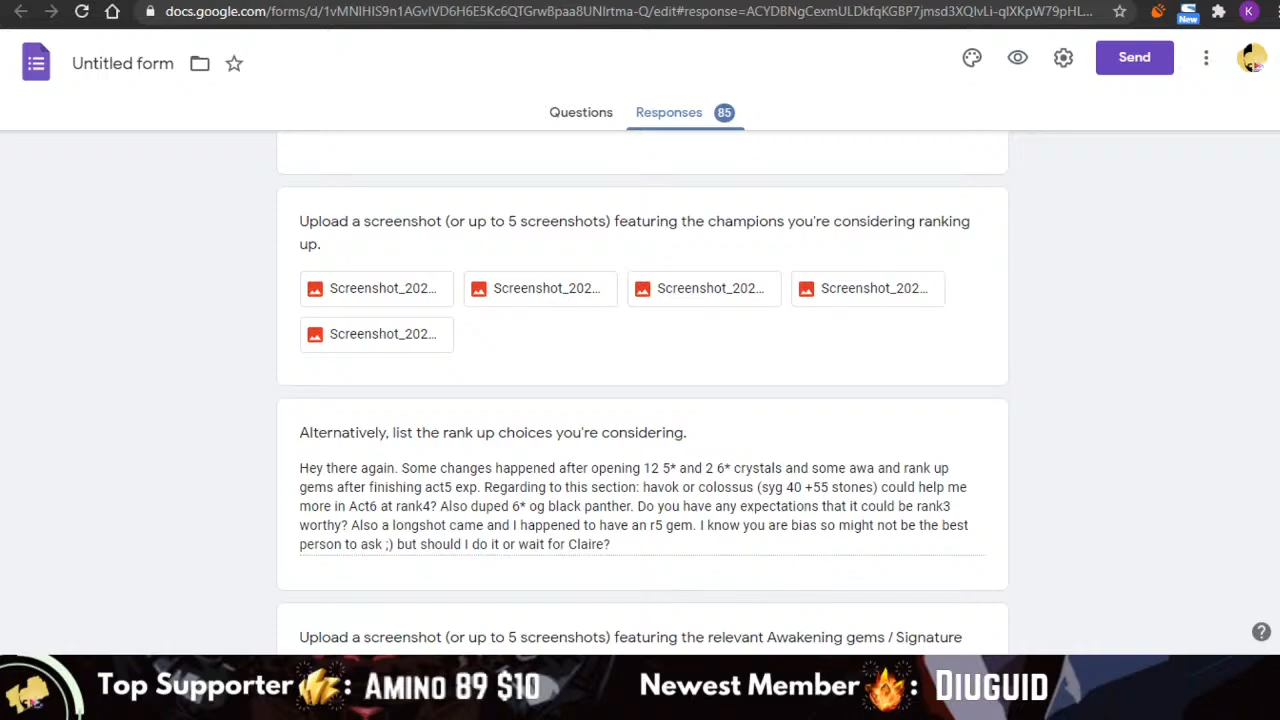 docs.google.com/forms/d/1vMNlHIS9n1AGvIVD6H6E5Kc6QTGrwBpaa8UNIrtma-Q/edit#response=ACYDBNgCexmULDkfqKGBP7jmsd3XQlvLi-qlXKpW79pHL...
New
K
Untitled form
Send
Questions
Responses 85
Upload a screenshot (or up to 5 screenshots) featuring the champions you're considering ranking
up.
Screenshot_202... Screenshot_202... Screenshot_202... Screenshot_202...
Screenshot_202...
Alternatively, list the rank up choices you're considering.
Hey there again. Some changes happened after opening 12 5* and 2 6* crystals and some awa and rank up
gems after finishing act5 exp. Regarding to this section: havok or colossus (syg 40 +55 stones) could help me
more in Act6 at rank4? Also duped 6* og black panther. Do you have any expectations that it could be rank3
worthy? Also a longshot came and I happened to have an r5 gem. I know you are bias so might not be the best
person to ask ;) but should I do it or wait for Claire?
Upload a screenshot (or up to 5 screenshots) featuring the relevant Awakening gems / Signature
Top Supporter : Amino 89 $10 Newest Member : Diuguid